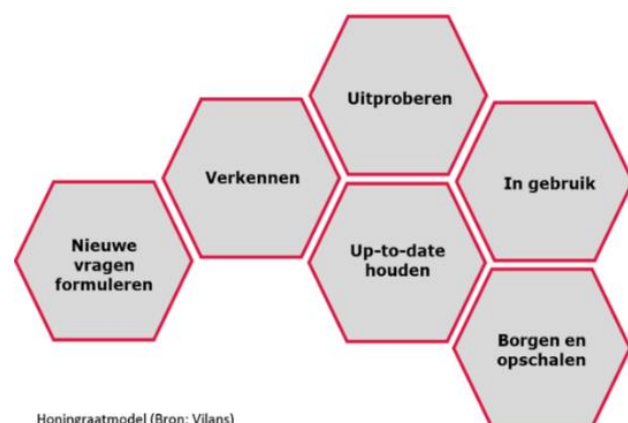 Uitproberen
Verkennen
In gebruik
Nieuwe
vragen
formuleren
Up-to-date
houden
Borgen en
opschalen
Honingraatmodel (Bron: Vilans)